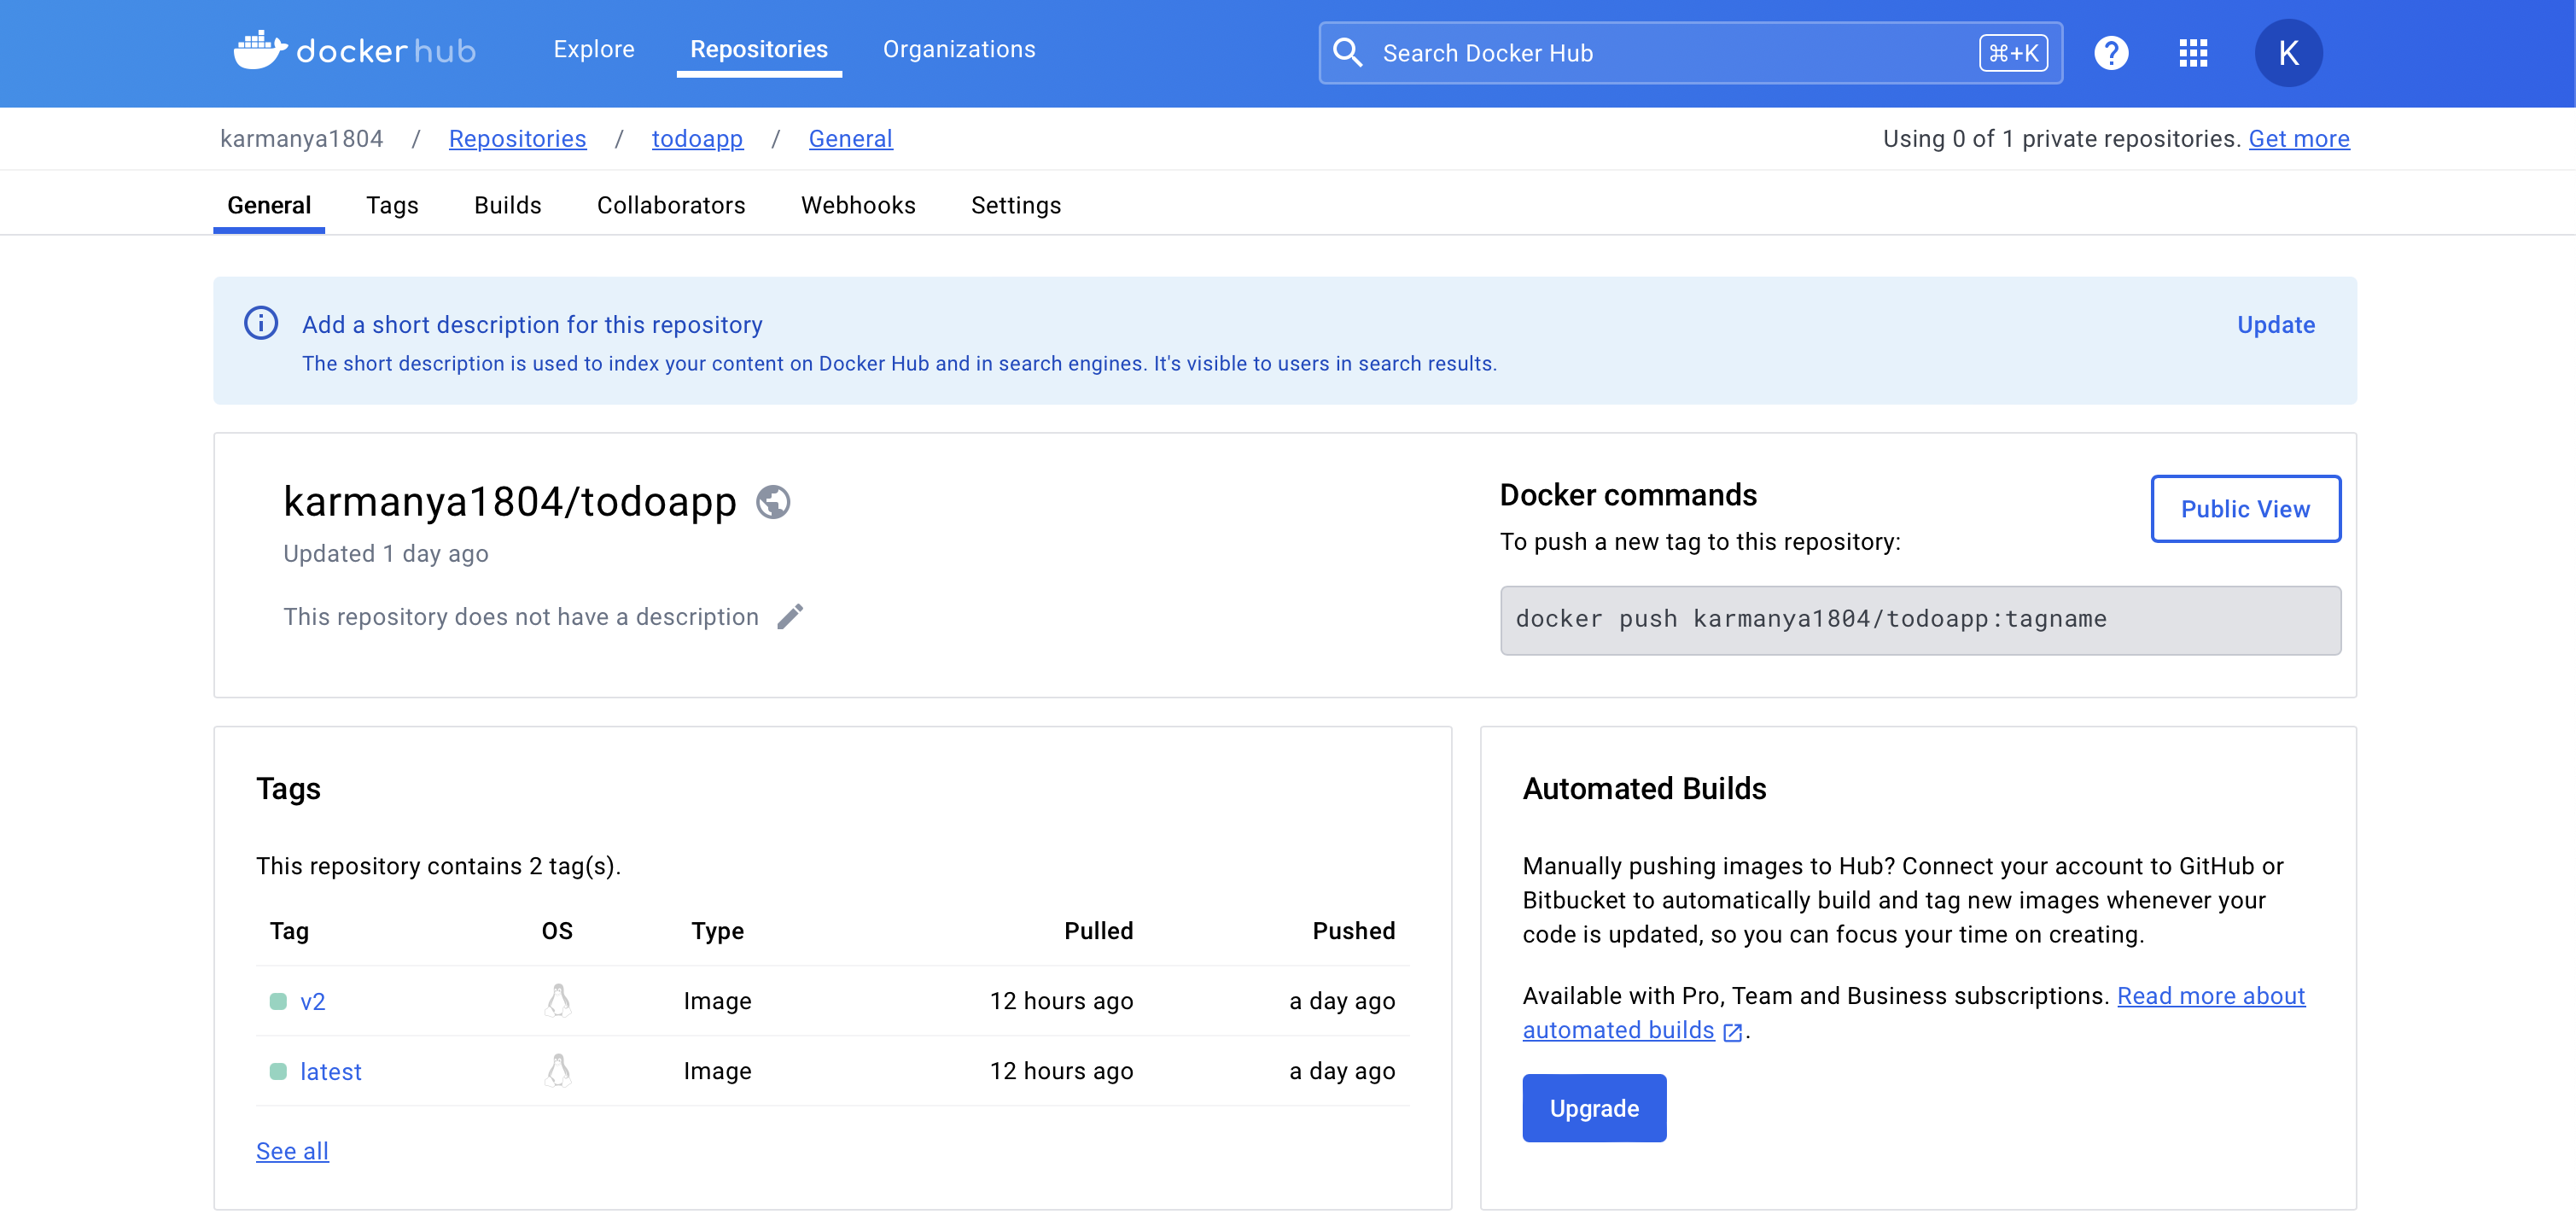 docker hub
Explore
Repositories
Organizations
Search Docker Hub
⌘+K
?
K
karmanya1804 / Repositories / todoapp / General
Using 0 of 1 private repositories. Get more
General
Tags
Builds
Collaborators
Webhooks
Settings
Add a short description for this repository
The short description is used to index your content on Docker Hub and in search engines. It's visible to users in search results.
Update
karmanya1804/todoapp
Updated 1 day ago
This repository does not have a description
Docker commands
To push a new tag to this repository:
Public View
docker push karmanya1804/todoapp:tagname
Tags
This repository contains 2 tag(s).
Tag OS Type Pulled Pushed
v2 Image 12 hours ago a day ago
latest Image 12 hours ago a day ago
See all
Automated Builds
Manually pushing images to Hub? Connect your account to GitHub or
Bitbucket to automatically build and tag new images whenever your
code is updated, so you can focus your time on creating.
Available with Pro, Team and Business subscriptions. Read more about
automated builds.
Upgrade